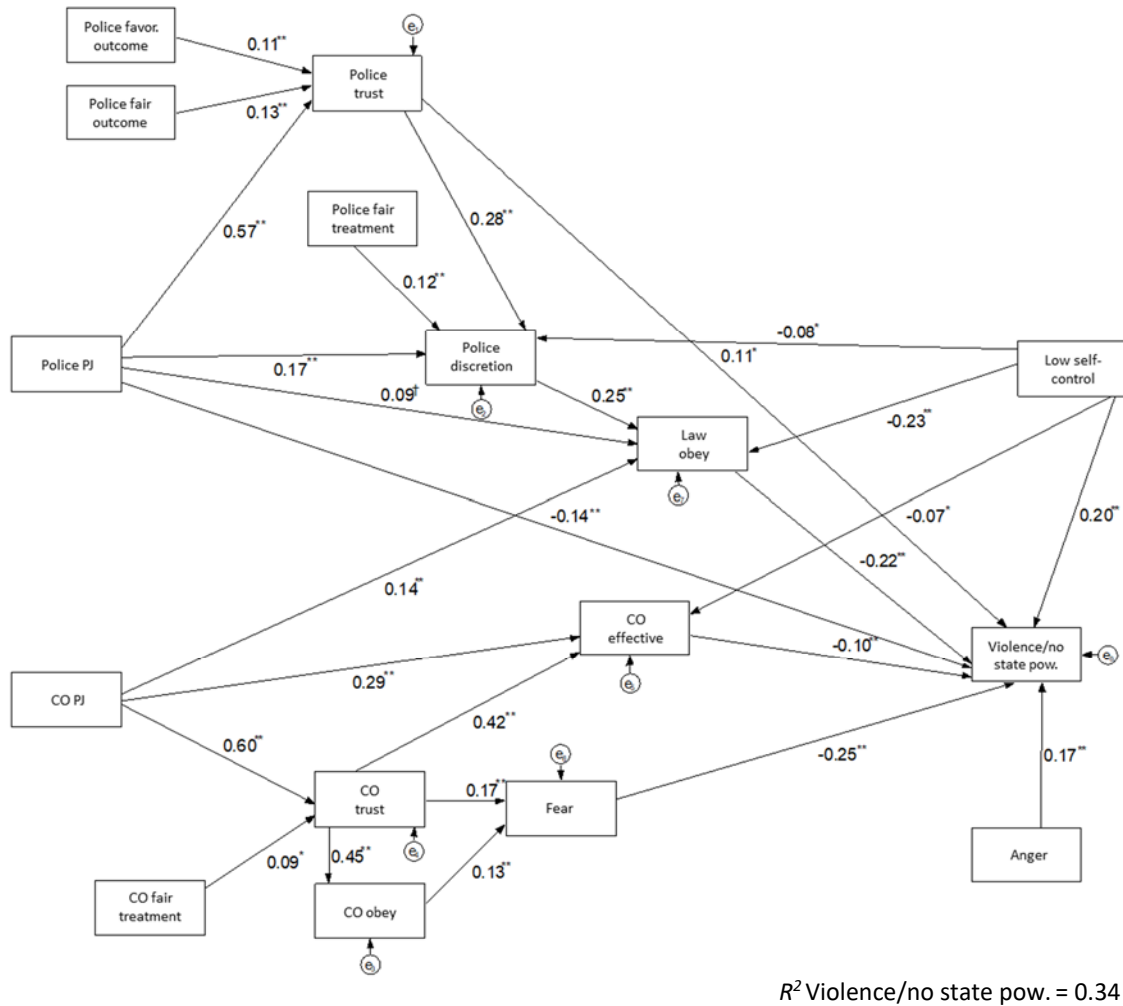 Police favor.
outcome
0.11**
e1
Police
trust
Police fair
outcome
0.13**
Police fair
treatment
0.57**
0.28**
0.12**
-0.08*
Police PJ
0.17**
Police
discretion
0.11*
Low self-
control
0.09‡
e2
0.25**
-0.23**
Law
obey
e7
-0.14**
-0.07*
0.20**
-0.22**
0.14**
CO
effective
-0.10**
Violence/no
state pow.
CO PJ
0.29**
0.42**
0.60**
-0.25**
CO
trust
0.17**
Fear
0.17**
0.09*
0.45**
0.13**
Anger
CO fair
treatment
CO obey
R² Violence/no state pow. = 0.34